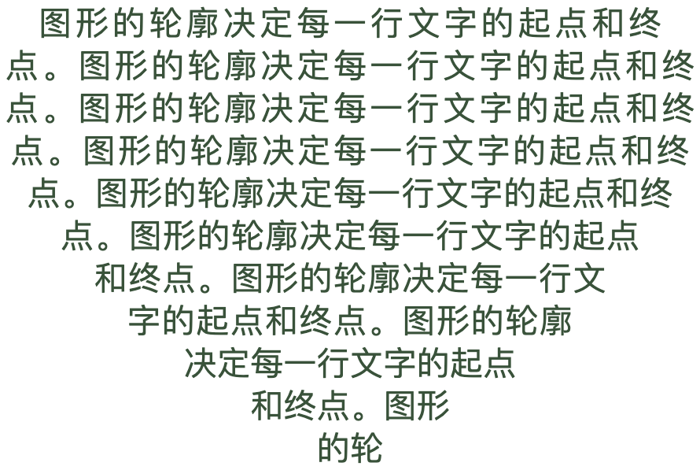 图形的轮廓决定每一行文字的起点和终
点。图形的轮廓决定每一行文字的起点和终
点。图形的轮廓决定每一行文字的起点和终
点。图形的轮廓决定每一行文字的起点和终
点。图形的轮廓决定每一行文字的起点和终
点。图形的轮廓决定每一行文字的起点
和终点。图形的轮廓决定每一行文
字的起点和终点。图形的轮廓
决定每一行文字的起点
和终点。图形
的轮